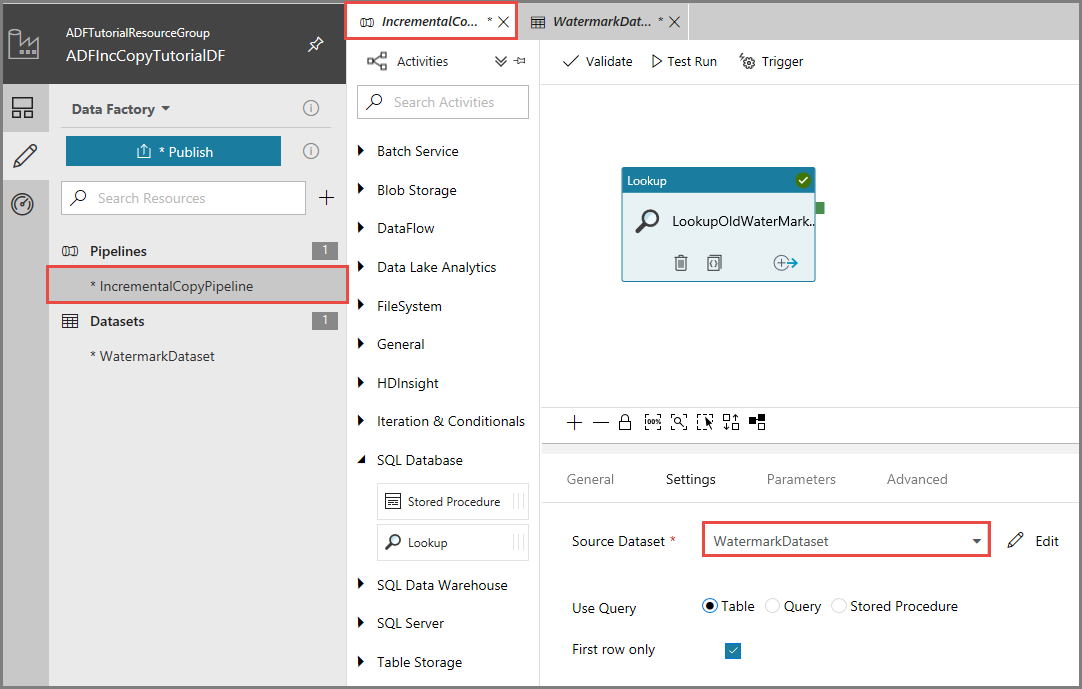 ADFTutorialResourceGroup
ADFIncCopyTutorialDF
Data Factory
* Publish
Search Resources
Pipelines 1
* IncrementalCopyPipeline
Datasets 1
* WatermarkDataset
IncrementalCo... *
WatermarkDat... *
Activities
Search Activities
Batch Service
Blob Storage
DataFlow
Data Lake Analytics
FileSystem
General
HDInsight
Iteration & Conditionals
SQL Database
Stored Procedure
Lookup
SQL Data Warehouse
SQL Server
Table Storage
Validate Test Run Trigger
Lookup
LookupOldWaterMark..
100%
General Settings Parameters Advanced
Source Dataset * WatermarkDataset Edit
Use Query Table Query Stored Procedure
First row only